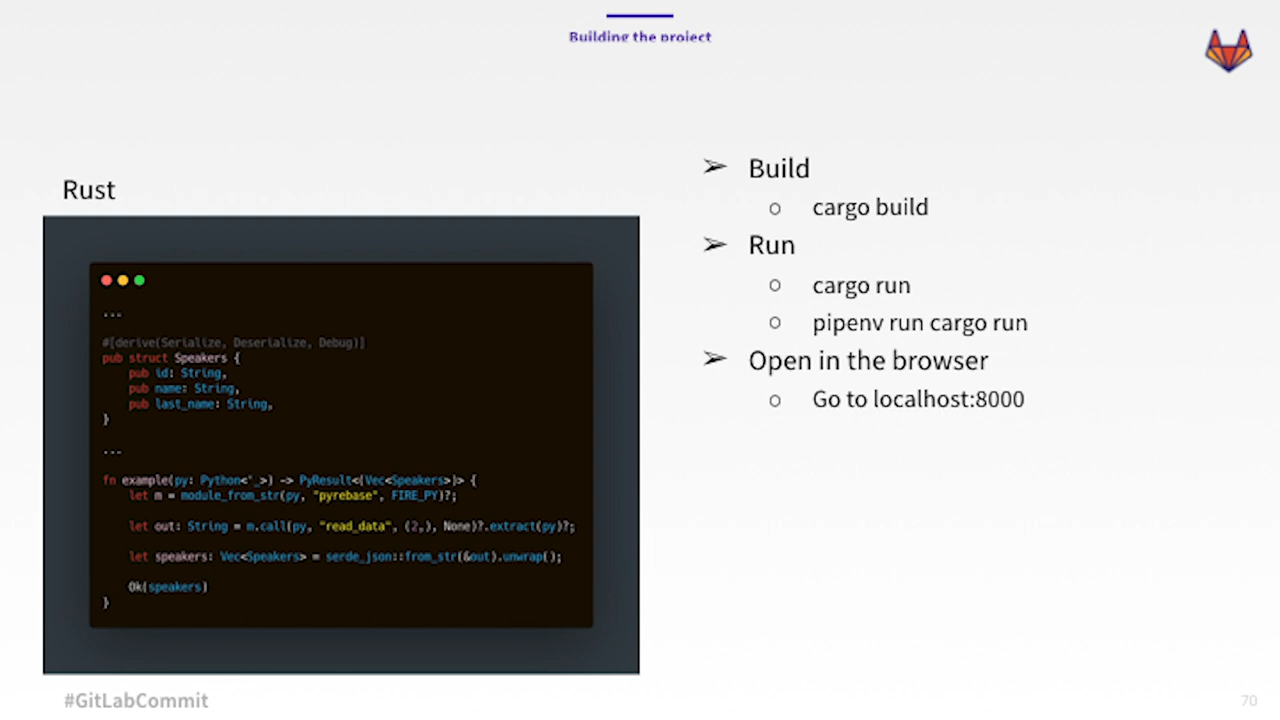 Building the project
Rust
...
#[derive(Serialize, Deserialize, Debug)]
pub struct Speakers {
    pub id: String,
    pub name: String,
    pub last_name: String,
}
...
fn example(py: Python<'_>) -> PyResult<(Vec<Speakers>)> {
    let m = module_from_str(py, "pyrebase", FIRE_PY)?;
    let out: String = m.call(py, "read_data", (2,), None)?.extract(py)?;
    let speakers: Vec<Speakers> = serde_json::from_str(&out).unwrap();
    Ok(speakers)
}
➢ Build
○ cargo build
➢ Run
○ cargo run
○ pipenv run cargo run
➢ Open in the browser
○ Go to localhost:8000
#GitLabCommit
70